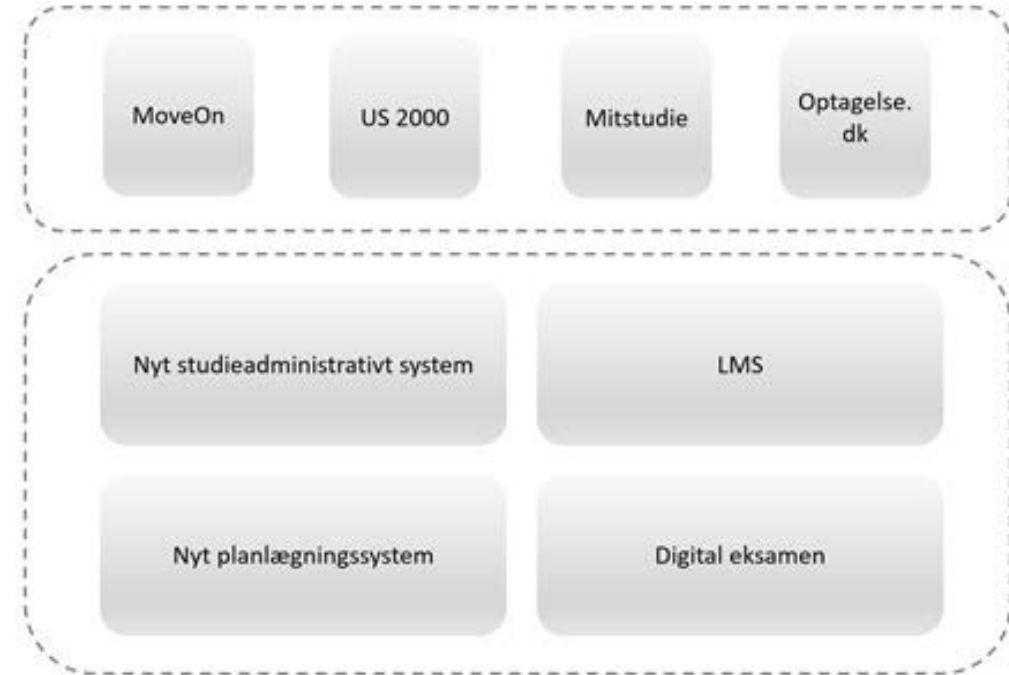 MoveOn
US 2000
Mitstudie
Optagelse.
dk
Nyt studieadministrativt system
LMS
Nyt planlægningssystem
Digital eksamen